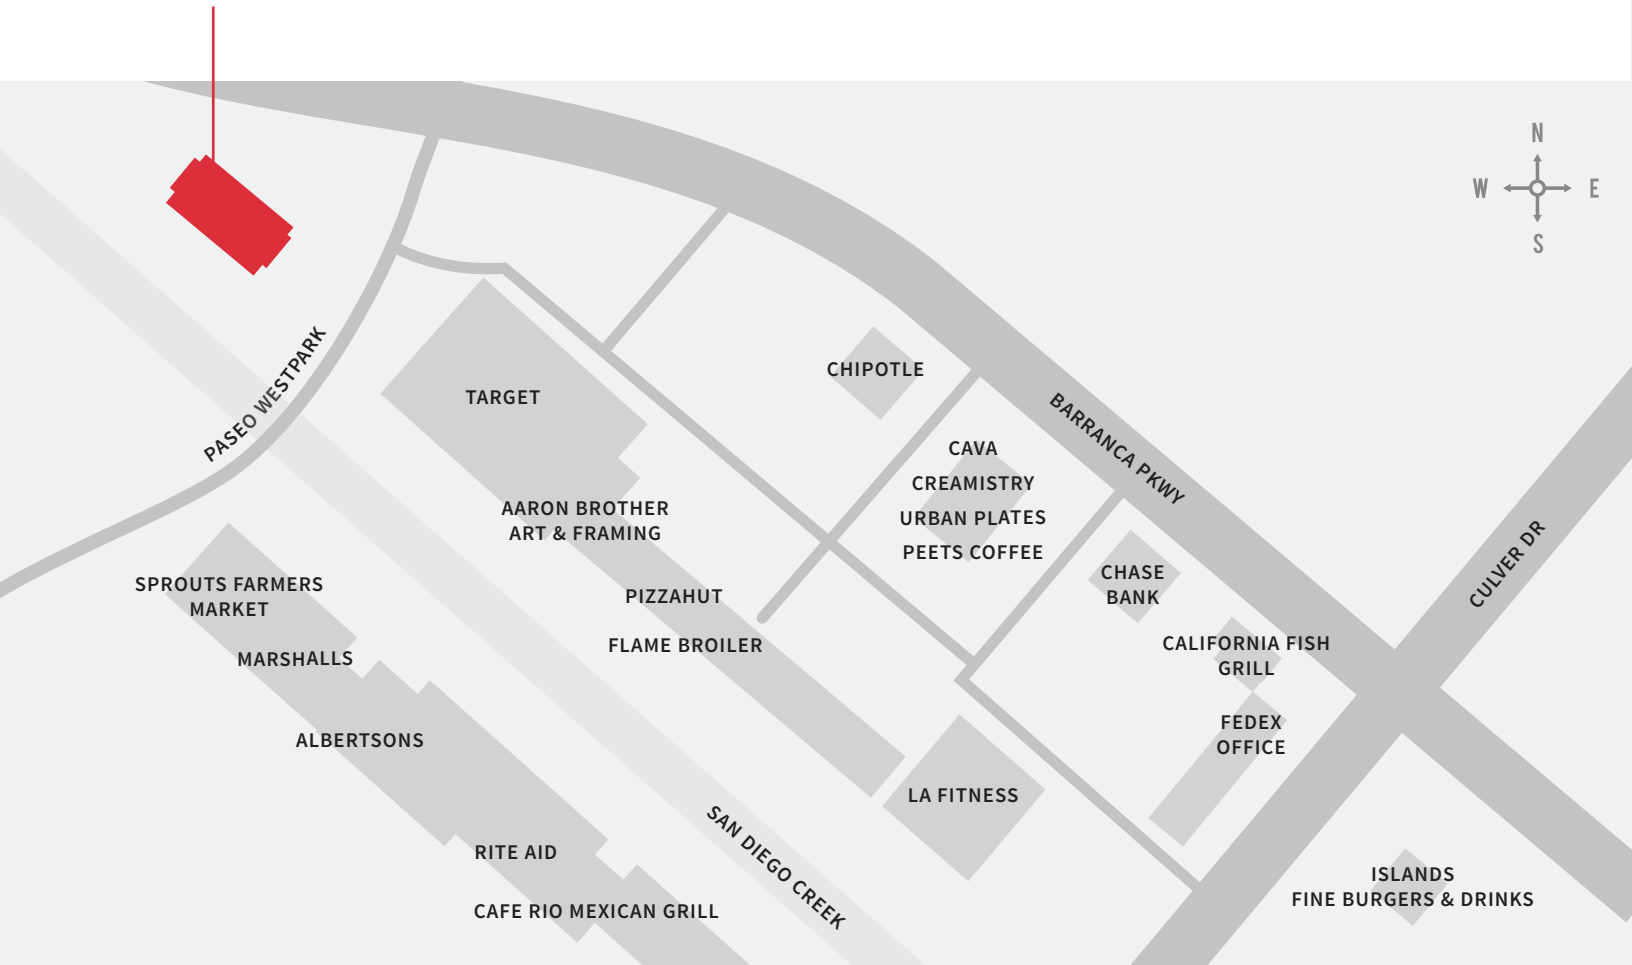 N
W
E
S
PASEO WESTPARK
TARGET
CHIPOTLE
BARRANCA PKWY
CULVER DR
CAVA
CREAMISTRY
URBAN PLATES
PEETS COFFEE
AARON BROTHER
ART & FRAMING
SPROUTS FARMERS
MARKET
PIZZAHUT
CHASE
BANK
MARSHALLS
FLAME BROILER
CALIFORNIA FISH
GRILL
ALBERTSONS
FEDEX
OFFICE
LA FITNESS
SAN DIEGO CREEK
RITE AID
CAFE RIO MEXICAN GRILL
ISLANDS
FINE BURGERS & DRINKS